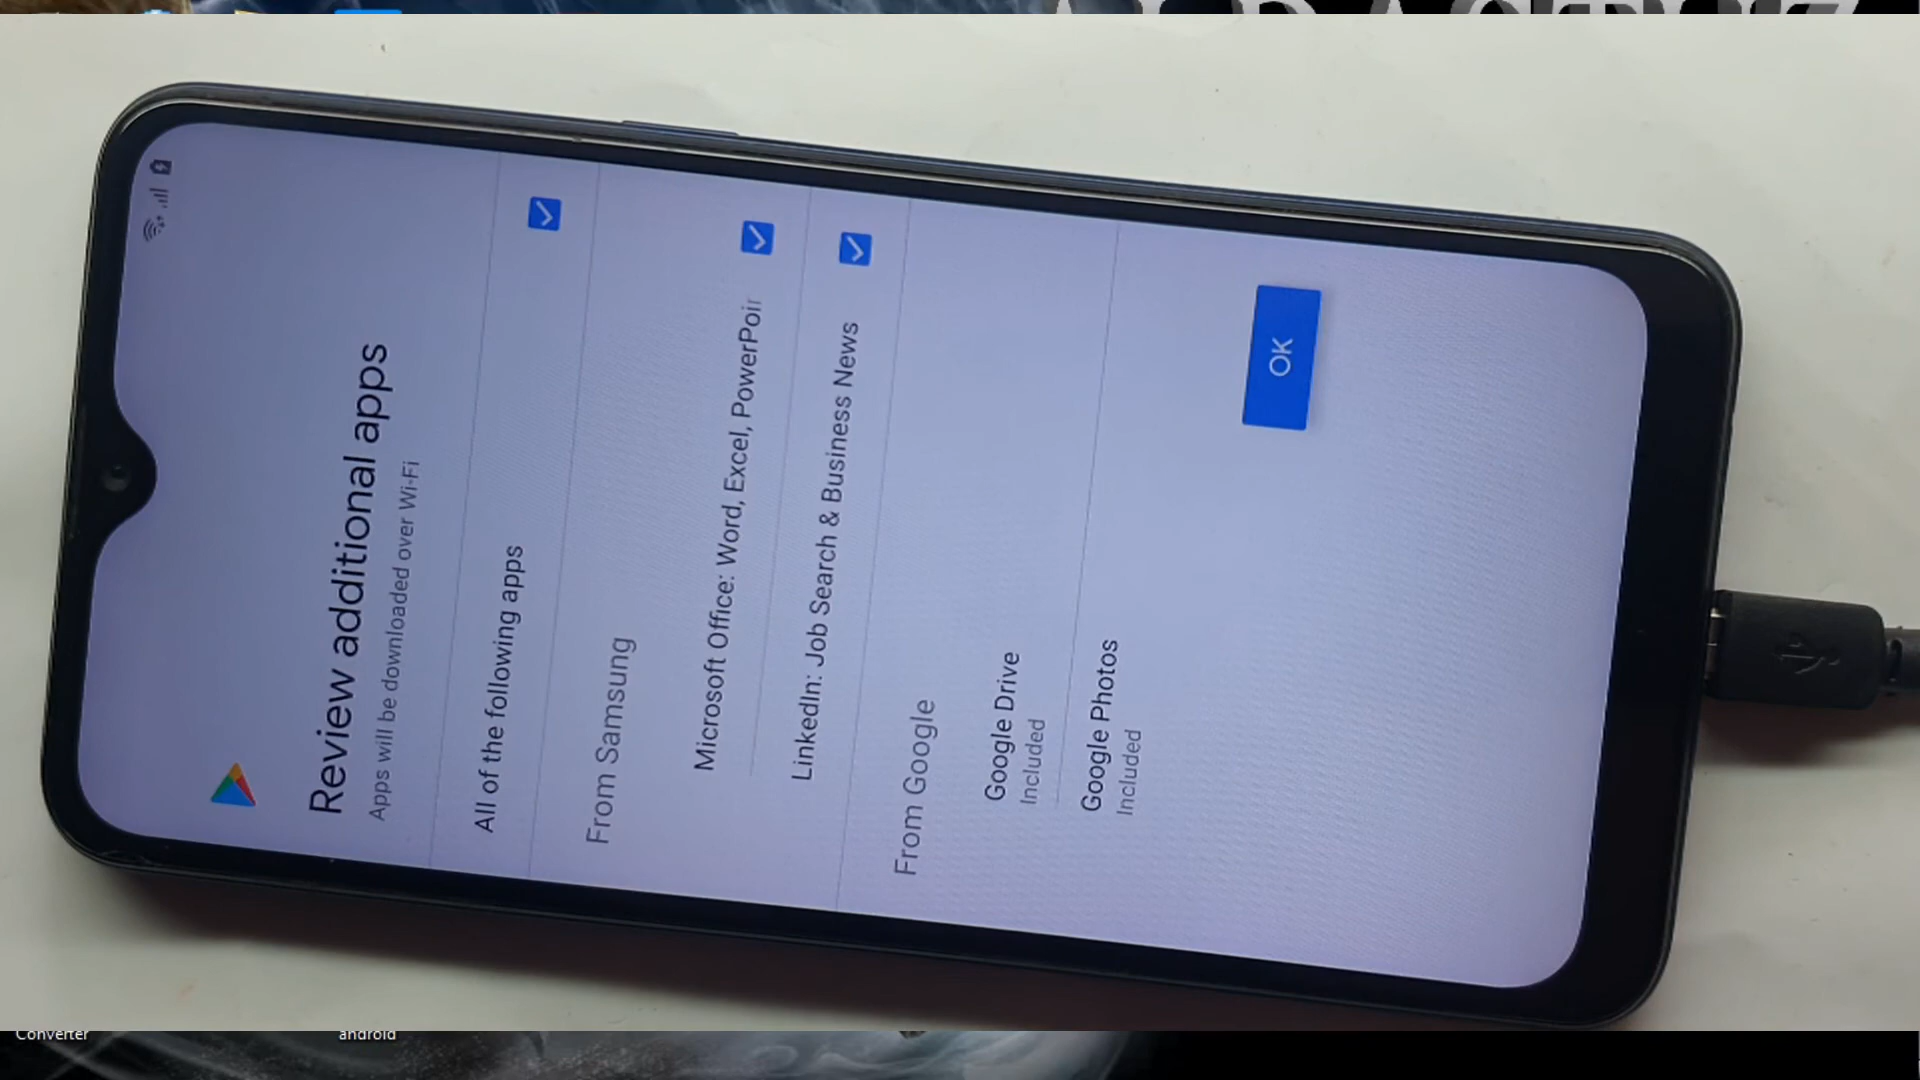 Review additional apps
Apps will be downloaded over Wi-Fi
All of the following apps
From Samsung
Microsoft Office: Word, Excel, PowerPoin
LinkedIn: Job Search & Business News
From Google
Google Drive
Included
Google Photos
Included
OK
Converter
android